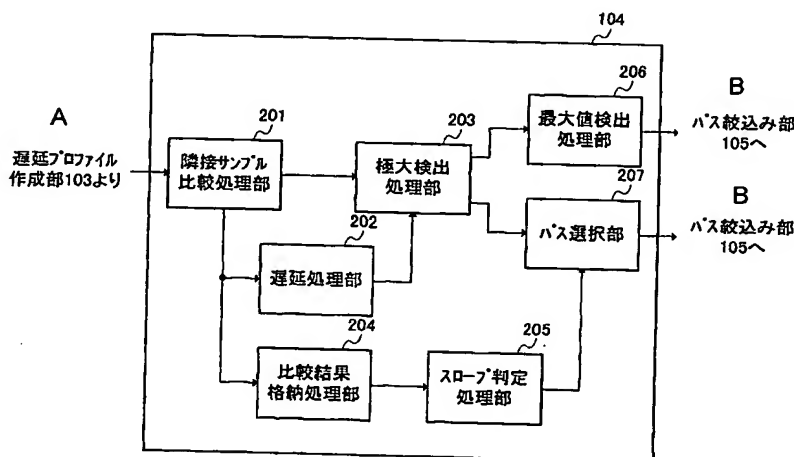 104
A
遅延プロファイル
作成部103より
201
隣接サンプル
比較処理部
202
遅延処理部
203
極大検出
処理部
204
比較結果
格納処理部
205
スロープ判定
処理部
206
最大値検出
処理部
207
パス選択部
B
パス絞込み部
105へ
B
パス絞込み部
105へ